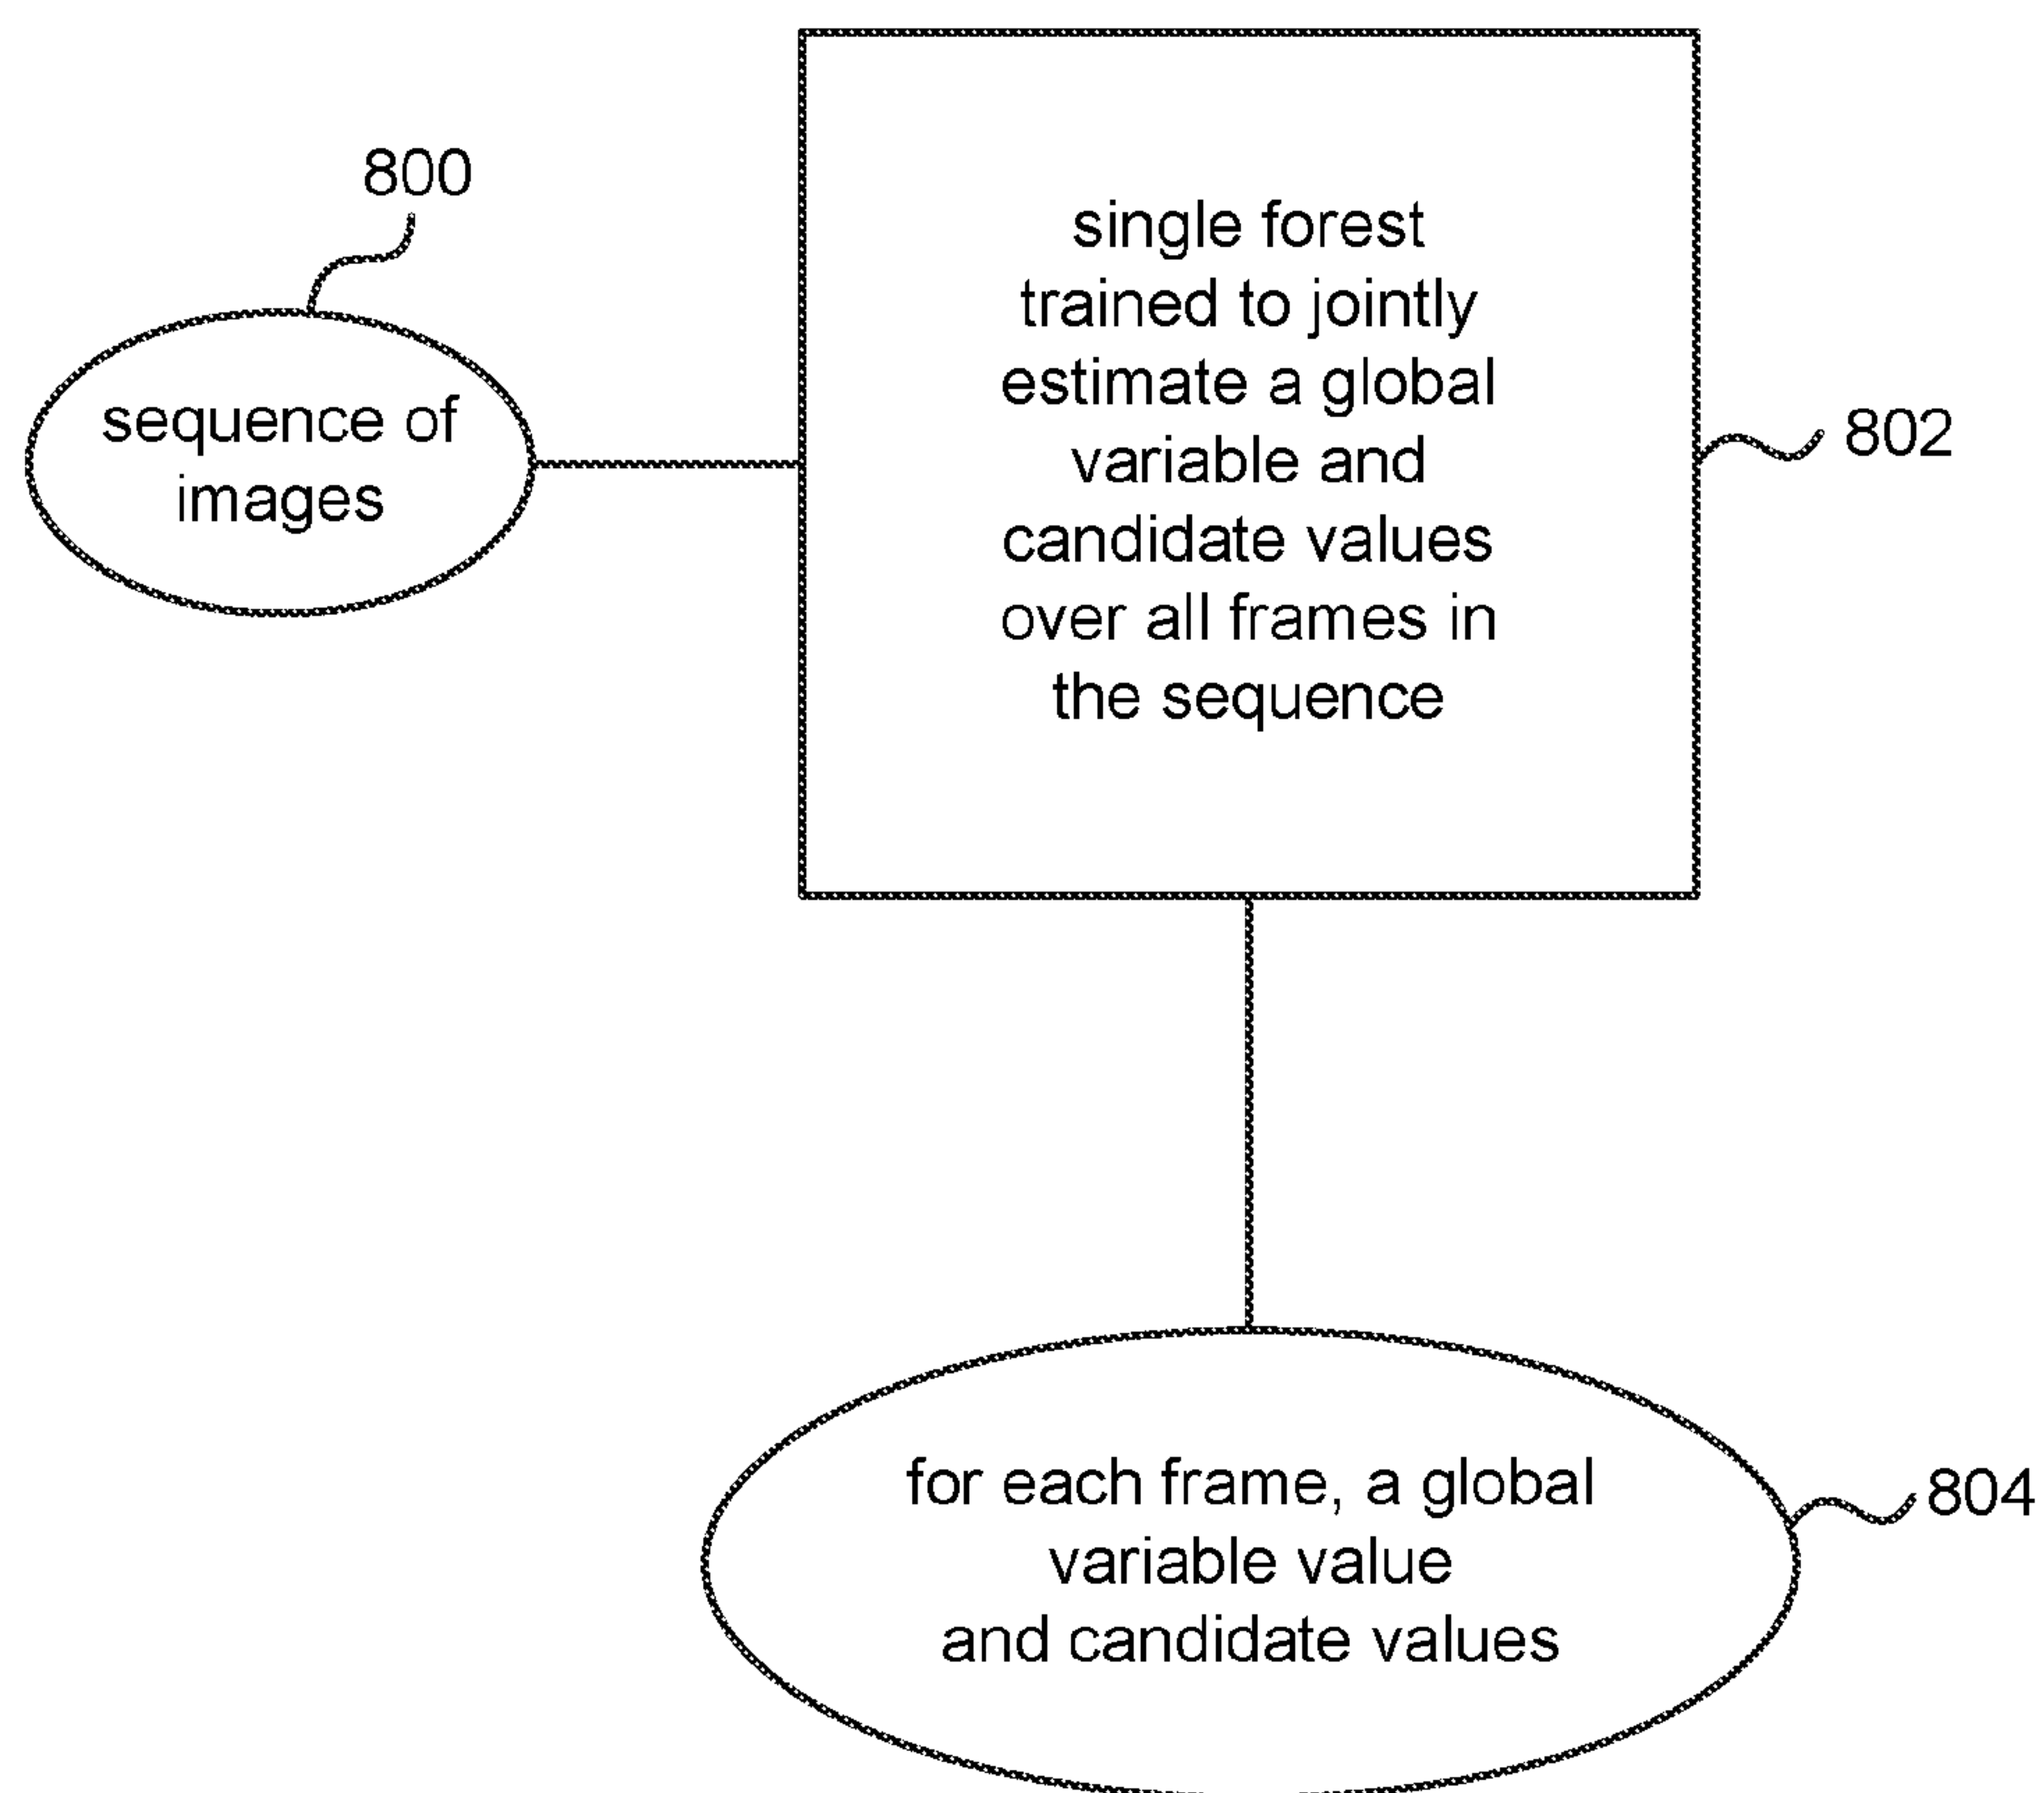 800
sequence of
images
single forest
trained to jointly
estimate a global
variable and
candidate values
over all frames in
the sequence
802
for each frame, a global
variable value
and candidate values
804